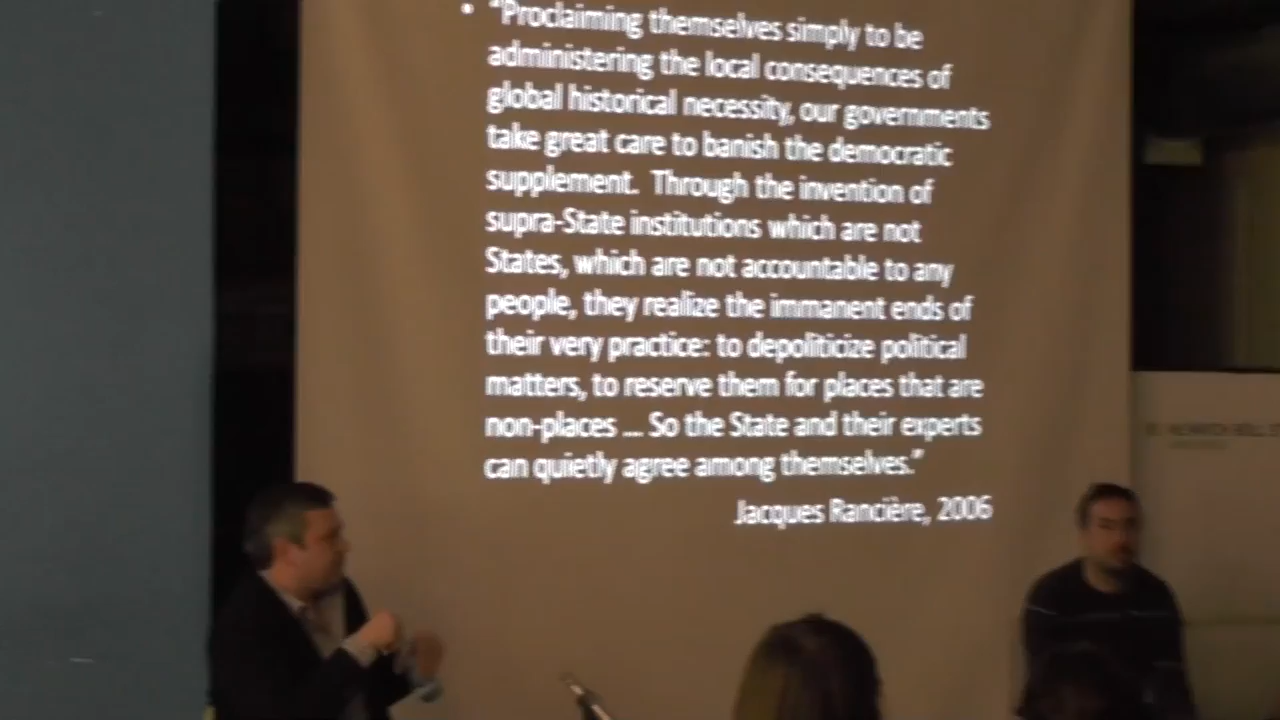 • “Proclaiming themselves simply to be
administering the local consequences of
global historical necessity, our governments
take great care to banish the democratic
supplement. Through the invention of
supra-State institutions which are not
States, which are not accountable to any
people, they realize the immanent ends of
their very practice: to depoliticize political
matters, to reserve them for places that are
non-places ... So the State and their experts
can quietly agree among themselves.”
Jacques Rancière, 2006